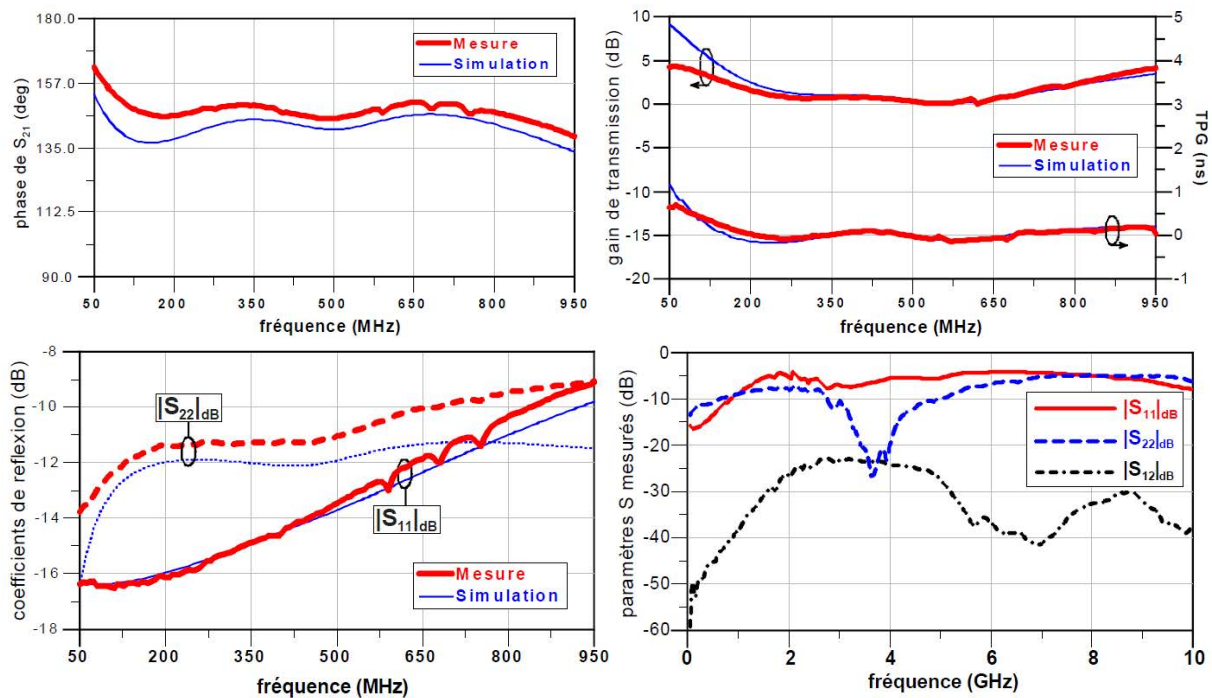 phase de S21 (deg)
180.0
157.0
135.0
112.5
90.0
Mesure
Simulation
50 200 350 500 650 800 950
fréquence (MHz)
gain de transmission (dB)
10
5
0
-5
-10
-15
-20
Mesure
Simulation
5
4
3
2
1
0
-1
TPG (ns)
50 200 350 500 650 800 950
fréquence (MHz)
coefficients de reflexion (dB)
-8
-10
-12
-14
-16
-18
|S22|dB
|S11|dB
Mesure
Simulation
50 200 350 500 650 800 950
fréquence (MHz)
paramètres S mesurés (dB)
0
-10
-20
-30
-40
-50
-60
|S11|dB
|S22|dB
|S12|dB
0 2 4 6 8 10
fréquence (GHz)